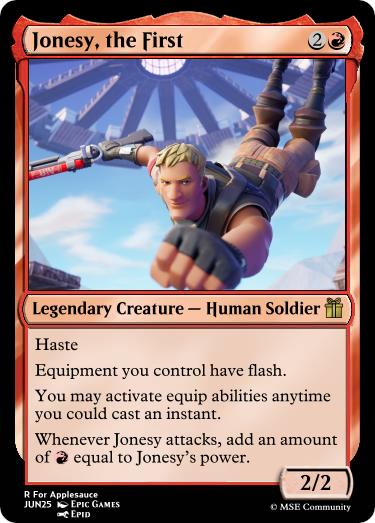 Jonesy, the First 2
Legendary Creature — Human Soldier
Haste
Equipment you control have flash.
You may activate equip abilities anytime
you could cast an instant.
Whenever Jonesy attacks, add an amount
of equal to Jonesy's power.
2/2
R For Applesauce
JUN25 Epic Games
Epid
© MSE Community